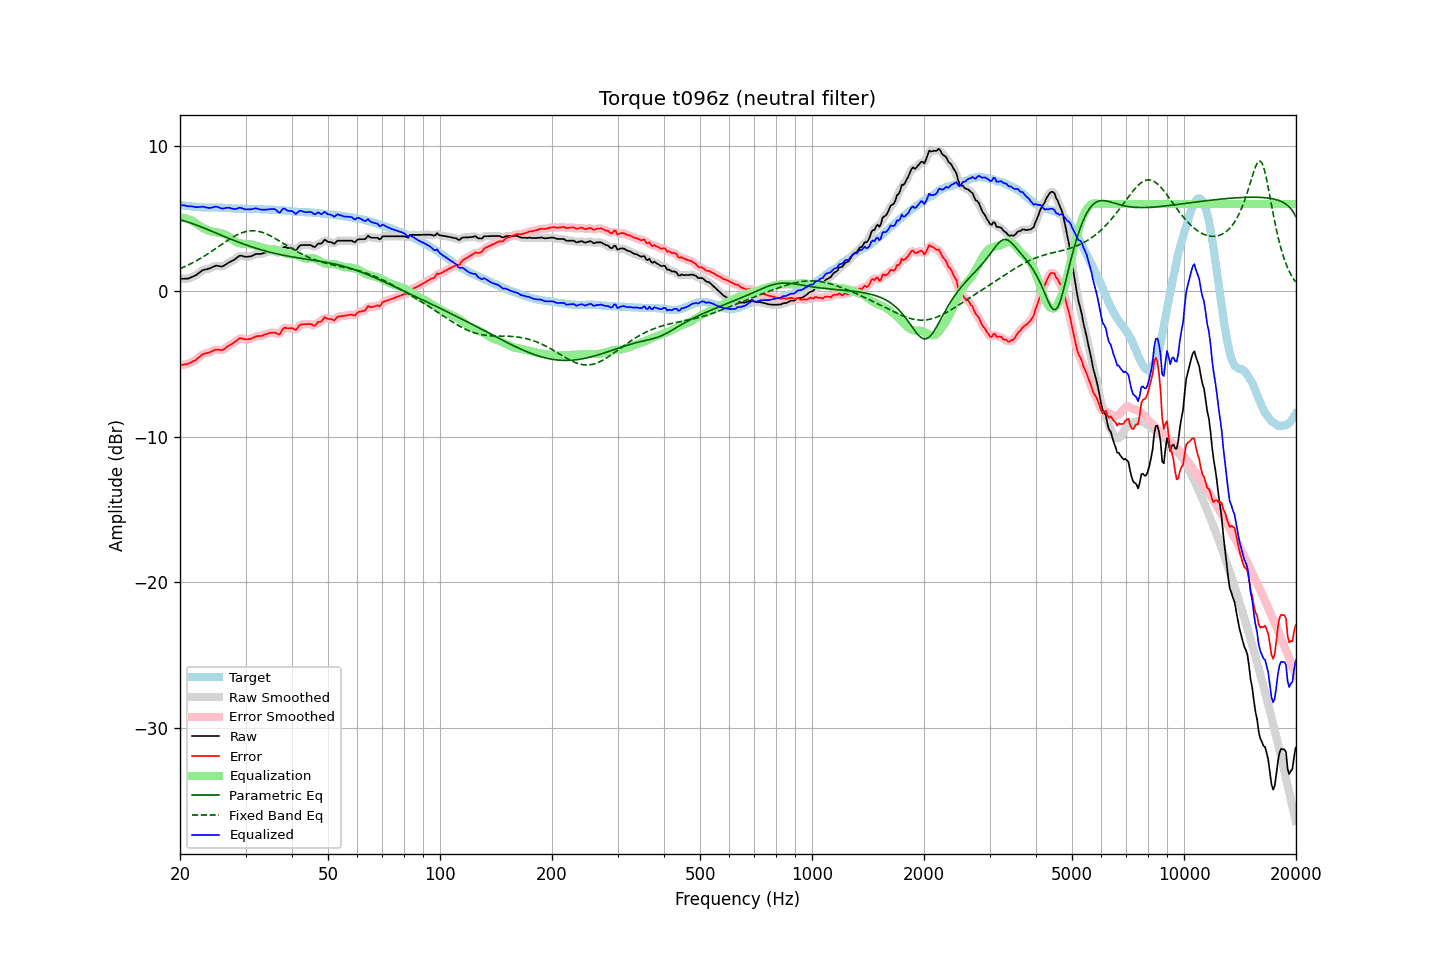 Torque t096z (neutral filter)
Amplitude (dBr)
10
0
−10
−20
−30
Target
Raw Smoothed
Error Smoothed
Raw
Error
Equalization
Parametric Eq
Fixed Band Eq
Equalized
20 50 100 200 500 1000 2000 5000 10000 20000
Frequency (Hz)